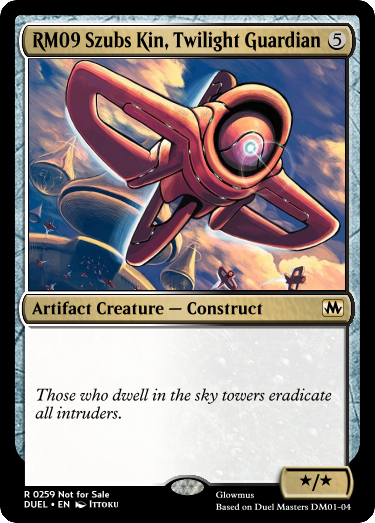 RM09 Szubs Kin, Twilight Guardian 5
Artifact Creature — Construct
M
Those who dwell in the sky towers eradicate
all intruders.
★/★
R 0259 Not for Sale
DUEL • EN Ittoku
Glowmus
Based on Duel Masters DM01-04